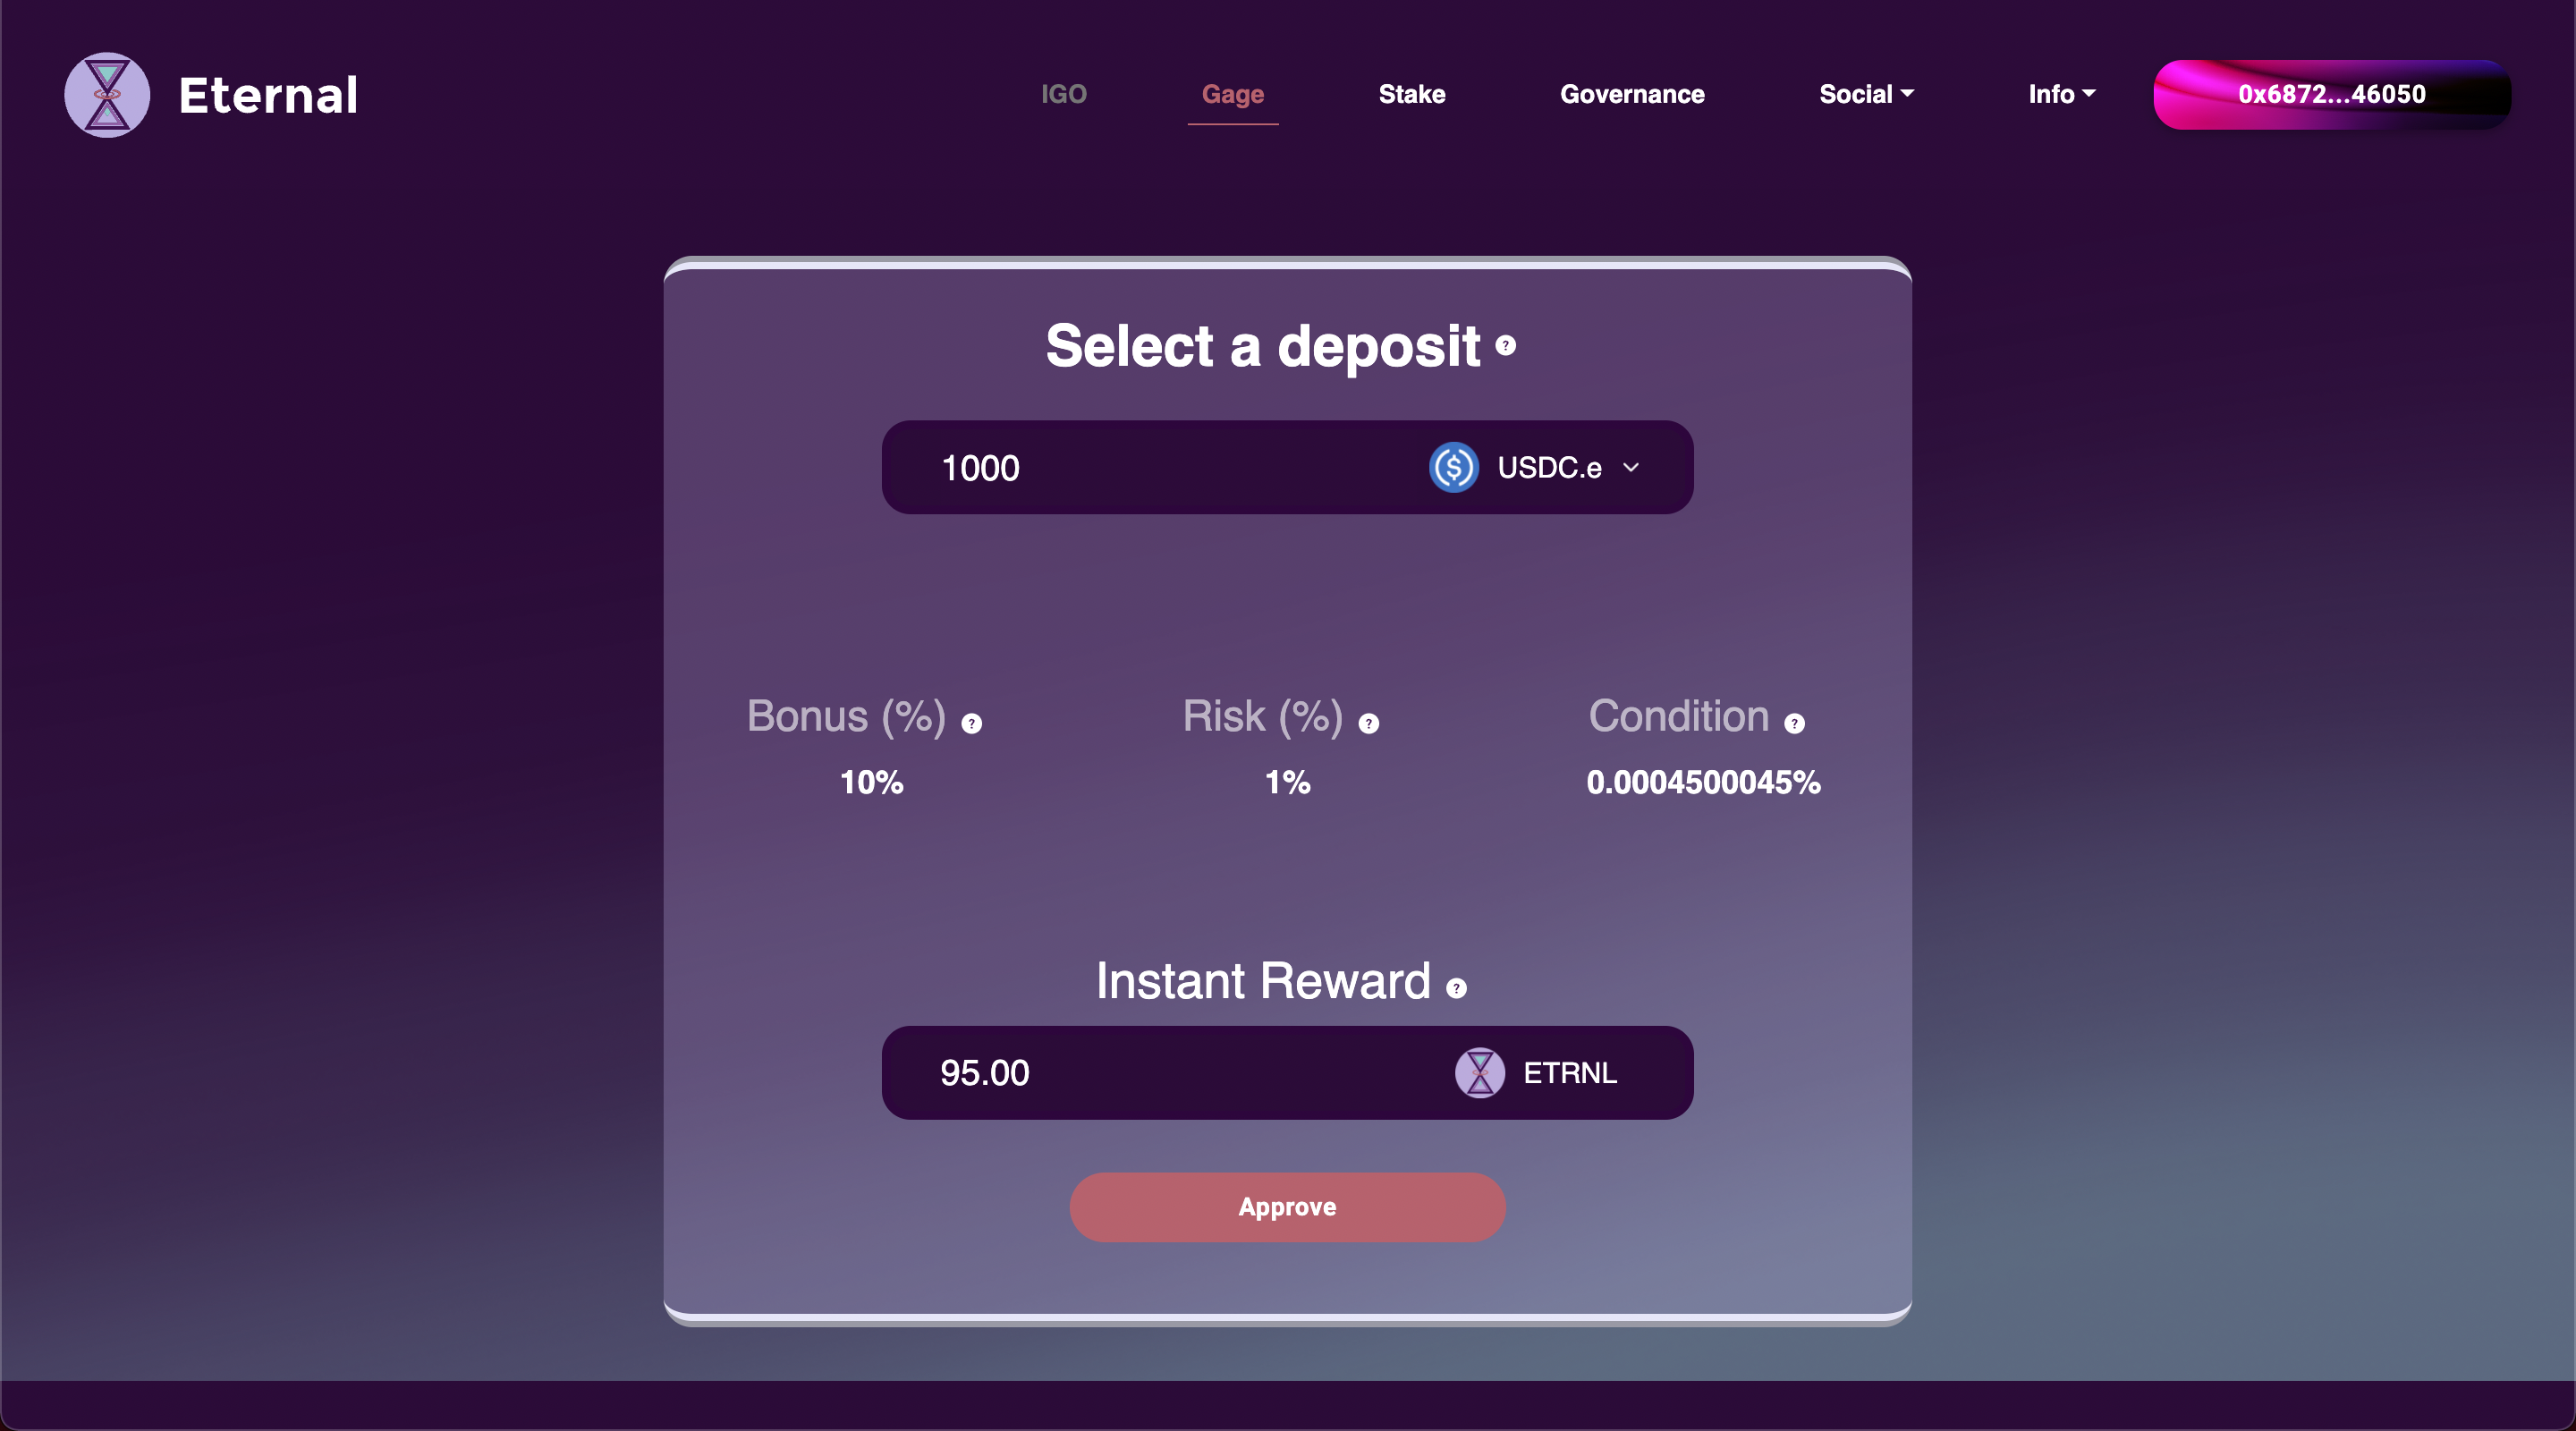 Eternal
IGO
Gage
Stake
Governance
Social
Info
0x6872...46050
Select a deposit ?
1000
USDC.e
Bonus (%) ?
Risk (%) ?
Condition ?
10%
1%
0.0004500045%
Instant Reward ?
95.00
ETRNL
Approve